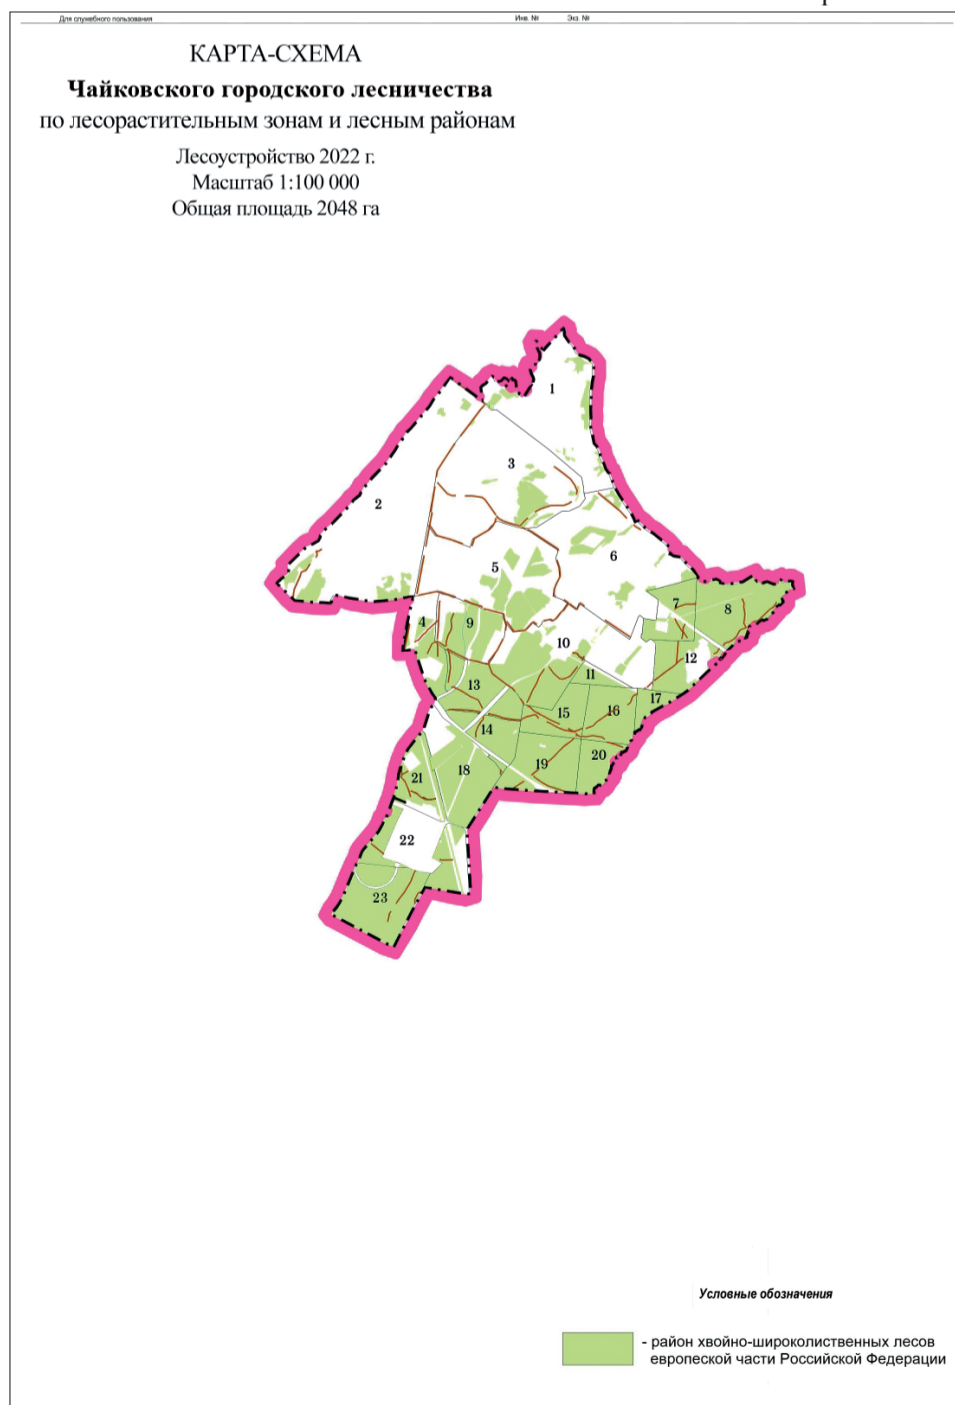 Для служебного пользования Инв. № Экз. №
КАРТА-СХЕМА
Чайковского городского лесничества
по лесорастительным зонам и лесным районам
Лесоустройство 2022 г.
Масштаб 1:100 000
Общая площадь 2048 га
1
3
2
6
5
7
8
4
9
10
12
11
13
17
15
16
14
20
19
18
21
22
23
Условные обозначения
- район хвойно-широколиственных лесов
европеской части Российской Федерации